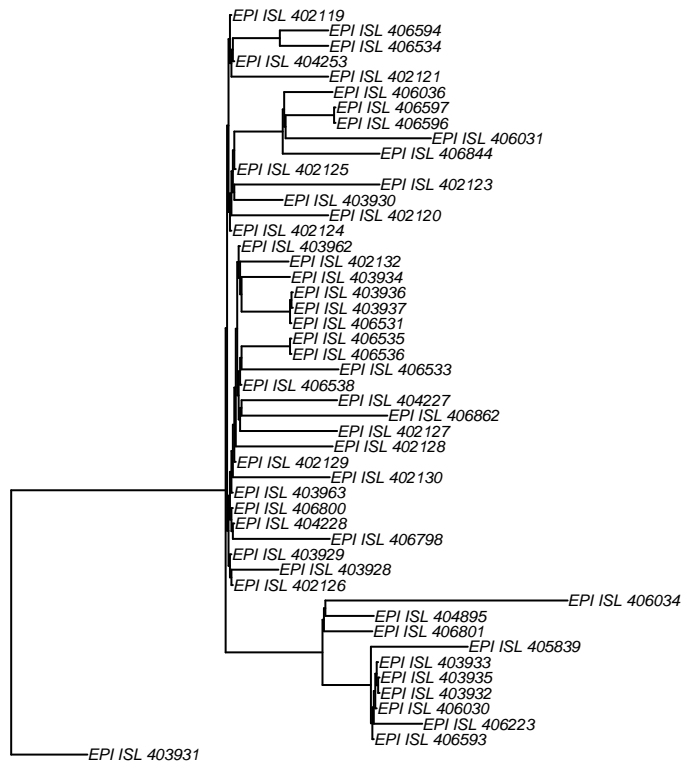 EPI ISL 402119
EPI ISL 406594
EPI ISL 406534
EPI ISL 404253
EPI ISL 402121
EPI ISL 406036
EPI ISL 406597
EPI ISL 406596
EPI ISL 406031
EPI ISL 406844
EPI ISL 402125
EPI ISL 402123
EPI ISL 403930
EPI ISL 402120
EPI ISL 402124
EPI ISL 403962
EPI ISL 402132
EPI ISL 403934
EPI ISL 403936
EPI ISL 403937
EPI ISL 406531
EPI ISL 406535
EPI ISL 406536
EPI ISL 406533
EPI ISL 406538
EPI ISL 404227
EPI ISL 406862
EPI ISL 402127
EPI ISL 402128
EPI ISL 402129
EPI ISL 402130
EPI ISL 403963
EPI ISL 406800
EPI ISL 404228
EPI ISL 406798
EPI ISL 403929
EPI ISL 403928
EPI ISL 402126
EPI ISL 406034
EPI ISL 404895
EPI ISL 406801
EPI ISL 405839
EPI ISL 403933
EPI ISL 403935
EPI ISL 403932
EPI ISL 406030
EPI ISL 406223
EPI ISL 406593
EPI ISL 403931